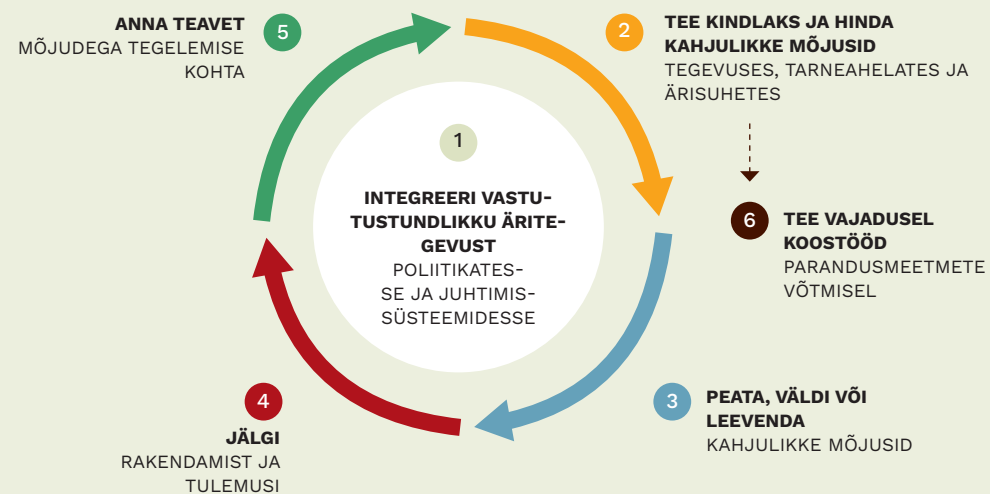 1
INTEGREERI VASTU-
TUSTUNDLIKKU ÄRITE-
GEVUST
POLIITIKATES-
SE JA JUHTIMIS-
SÜSTEEMIDESSE
2
TEE KINDLAKS JA HINDA
KAHJULIKKE MÕJUSID
TEGEVUSES, TARNEAHELATES JA
ÄRISUHETES
3
PEATA, VÄLDI VÕI
LEEVENDA
KAHJULIKKE MÕJUSID
4
JÄLGI
RAKENDAMIST JA
TULEMUSI
5
ANNA TEAVET
MÕJUDEGA TEGELEMISE
KOHTA
6
TEE VAJADUSEL
KOOSTÖÖD
PARANDUSMEETMETE
VÕTMISEL